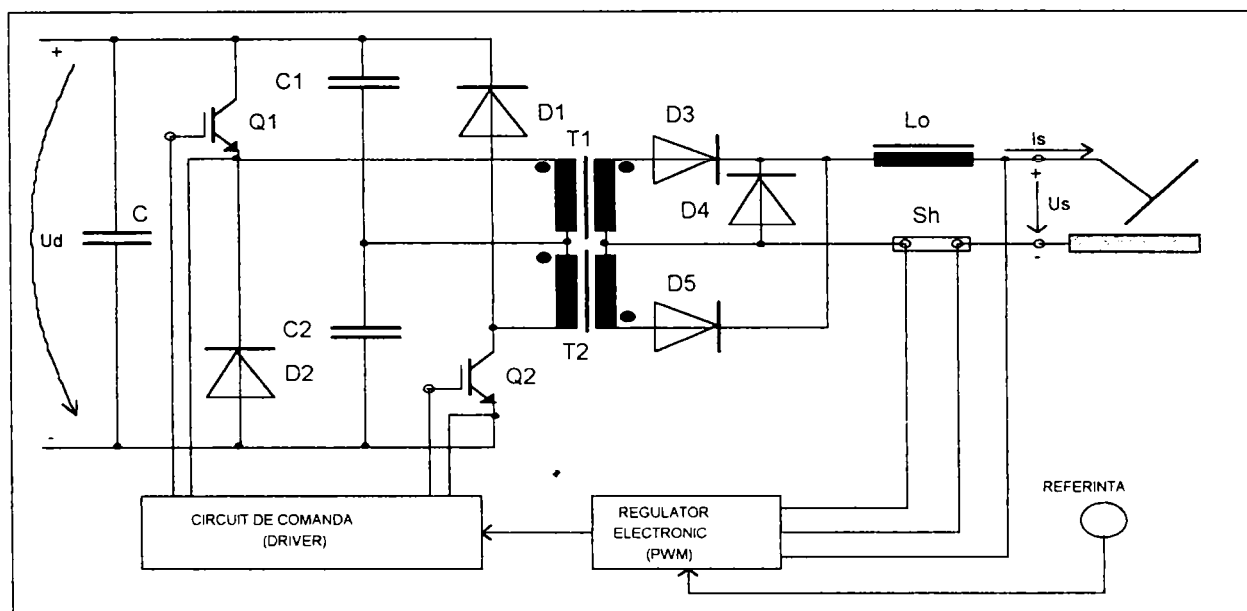 +
C1
D1
Q1
T1
D3
Lo
Is
+
Ud
C
D4
Sh
Us
-
C2
D2
T2
D5
Q2
-
CIRCUIT DE COMANDA
(DRIVER)
REGULATOR
ELECTRONIC
(PWM)
REFERINTA